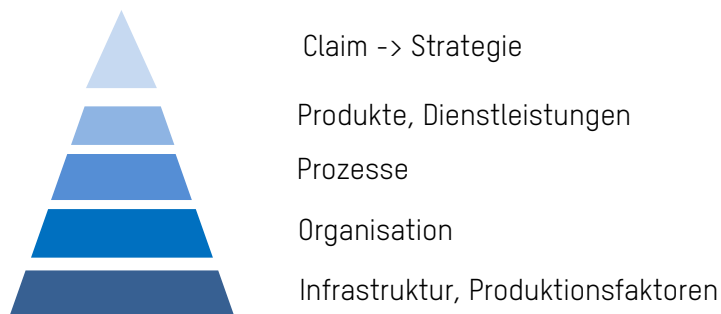 Claim -> Strategie
Produkte, Dienstleistungen
Prozesse
Organisation
Infrastruktur, Produktionsfaktoren